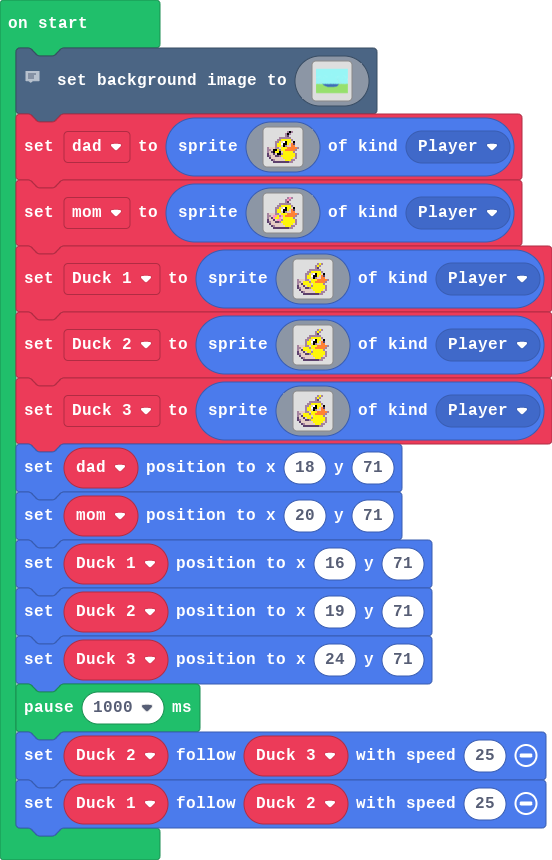 on start
set background image to
set dad to sprite of kind Player
set mom to sprite of kind Player
set Duck 1 to sprite of kind Player
set Duck 2 to sprite of kind Player
set Duck 3 to sprite of kind Player
set dad position to x 18 y 71
set mom position to x 20 y 71
set Duck 1 position to x 16 y 71
set Duck 2 position to x 19 y 71
set Duck 3 position to x 24 y 71
pause 1000 ms
set Duck 2 follow Duck 3 with speed 25
set Duck 1 follow Duck 2 with speed 25